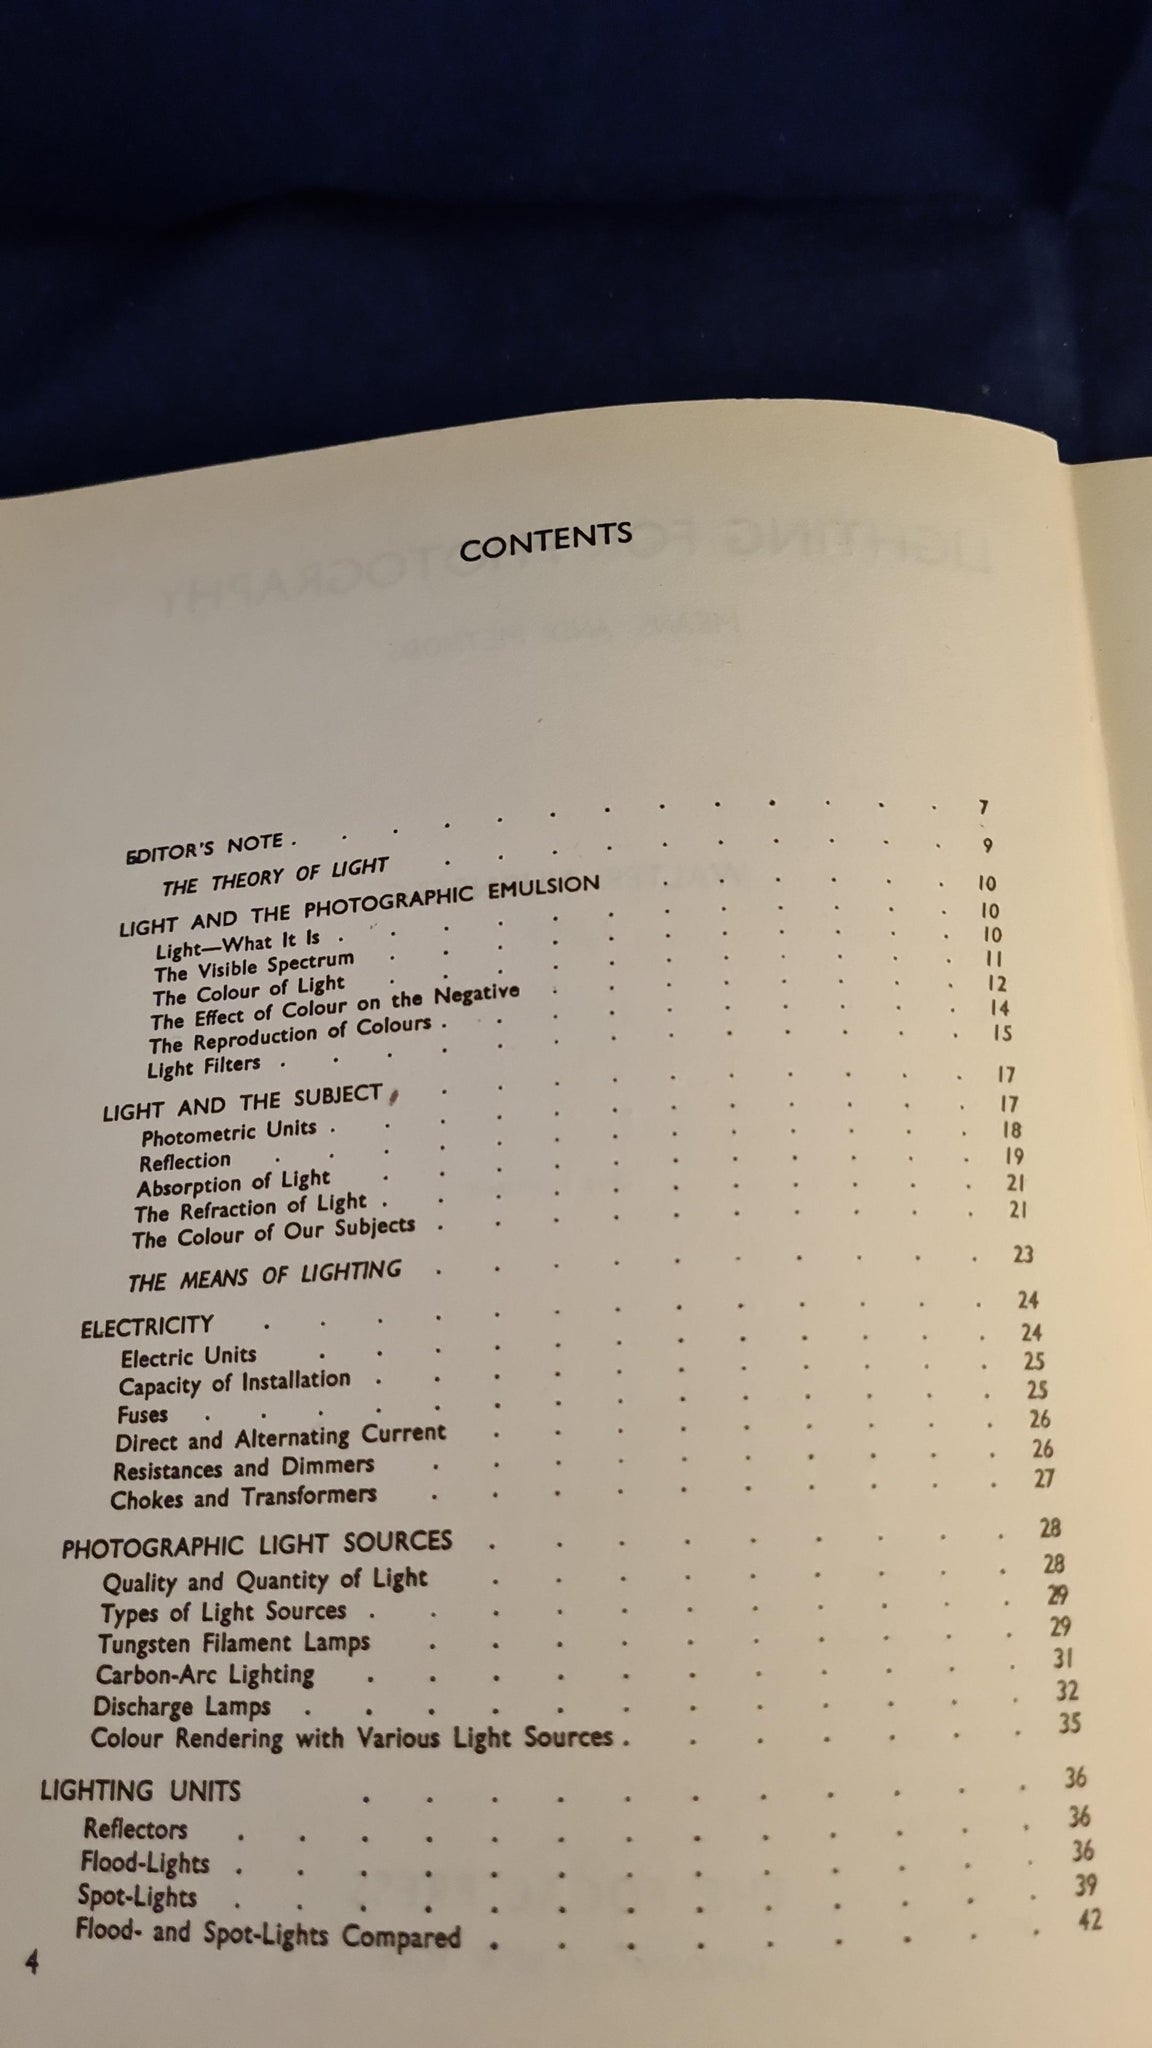 CONTENTS
EDITOR'S NOTE . . . . . . . . . . . . . 7
THE THEORY OF LIGHT . . . . . . . . . . 9
LIGHT AND THE PHOTOGRAPHIC EMULSION . . . . . . 10
Light—What It Is . . . . . . . . . . . . 10
The Visible Spectrum . . . . . . . . . . . 10
The Colour of Light . . . . . . . . . . . 11
The Effect of Colour on the Negative . . . . . . . . 12
The Reproduction of Colours . . . . . . . . . . 14
Light Filters . . . . . . . . . . . . . 15
LIGHT AND THE SUBJECT . . . . . . . . . . 17
Photometric Units . . . . . . . . . . . . 17
Reflection . . . . . . . . . . . . . 18
Absorption of Light . . . . . . . . . . . 19
The Refraction of Light . . . . . . . . . . . 21
The Colour of Our Subjects . . . . . . . . . . 21
THE MEANS OF LIGHTING . . . . . . . . . . 23
ELECTRICITY . . . . . . . . . . . . . 24
Electric Units . . . . . . . . . . . . 24
Capacity of Installation . . . . . . . . . . . 25
Fuses . . . . . . . . . . . . . . 25
Direct and Alternating Current . . . . . . . . . 26
Resistances and Dimmers . . . . . . . . . . 26
Chokes and Transformers . . . . . . . . . . 27
PHOTOGRAPHIC LIGHT SOURCES . . . . . . . . . 28
Quality and Quantity of Light . . . . . . . . . 28
Types of Light Sources . . . . . . . . . . . 29
Tungsten Filament Lamps . . . . . . . . . . 29
Carbon-Arc Lighting . . . . . . . . . . . 31
Discharge Lamps . . . . . . . . . . . . 32
Colour Rendering with Various Light Sources . . . . . . . 35
LIGHTING UNITS . . . . . . . . . . . 36
Reflectors . . . . . . . . . . . . . 36
Flood-Lights . . . . . . . . . . . . . 36
Spot-Lights . . . . . . . . . . . . . 39
Flood- and Spot-Lights Compared . . . . . . . . . 42
4